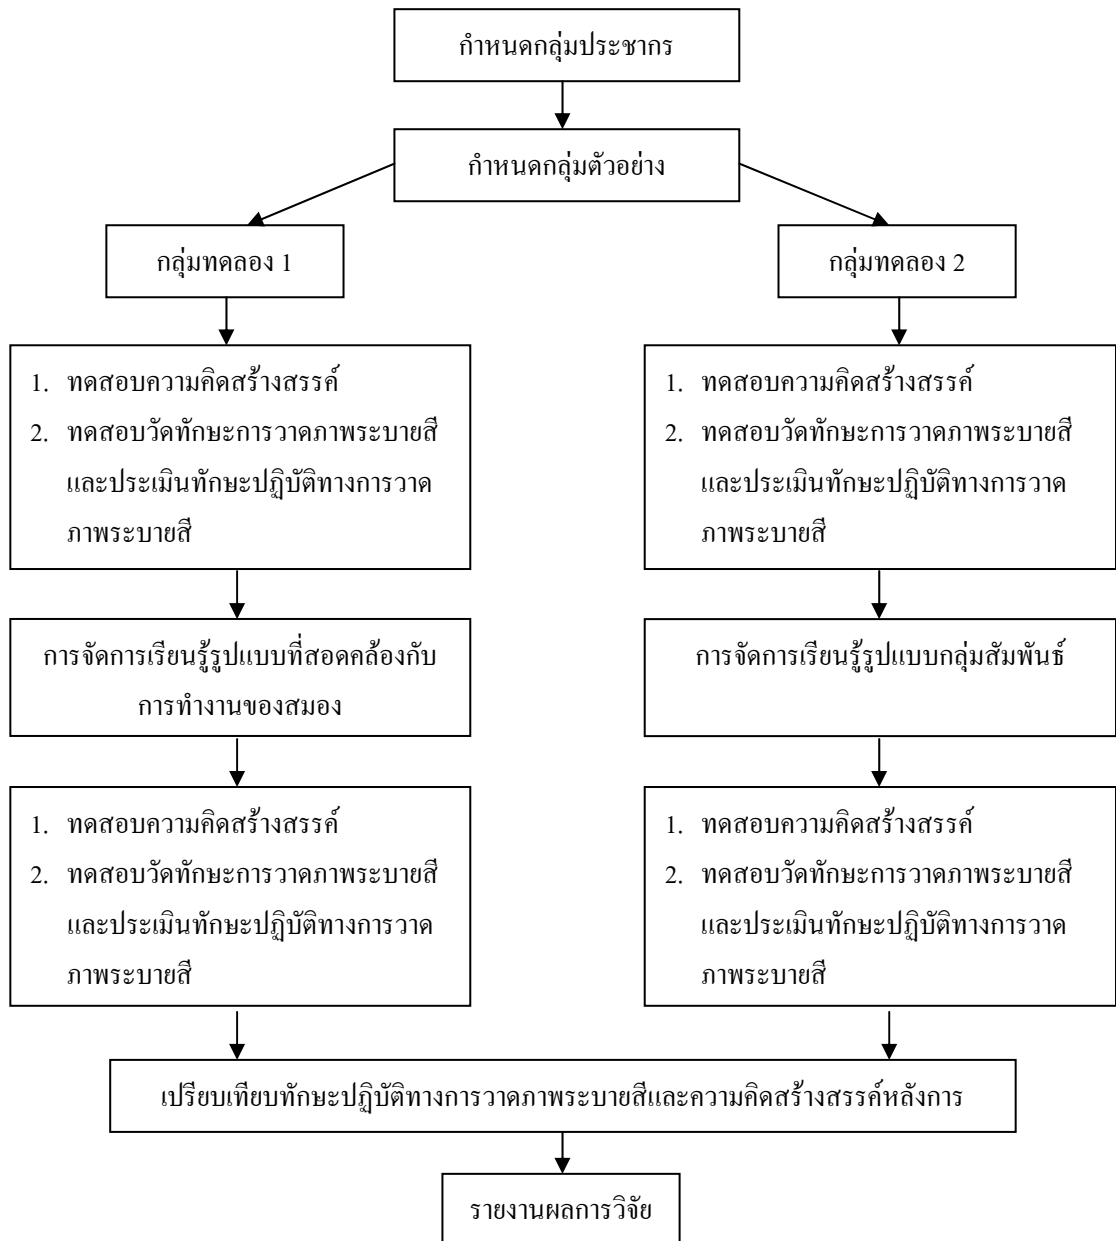 กำหนดกลุ่มประชากร
กำหนดกลุ่มตัวอย่าง
กลุ่มทดลอง 1
กลุ่มทดลอง 2
1. ทดสอบความคิดสร้างสรรค์
2. ทดสอบวัดทักษะการวาดภาพระบายสี
และประเมินทักษะปฏิบัติทางการวาด
ภาพระบายสี
1. ทดสอบความคิดสร้างสรรค์
2. ทดสอบวัดทักษะการวาดภาพระบายสี
และประเมินทักษะปฏิบัติทางการวาด
ภาพระบายสี
การจัดการเรียนรู้รูปแบบที่สอดคล้องกับ
การทำงานของสมอง
การจัดการเรียนรู้รูปแบบกลุ่มสัมพันธ์
1. ทดสอบความคิดสร้างสรรค์
2. ทดสอบวัดทักษะการวาดภาพระบายสี
และประเมินทักษะปฏิบัติทางการวาด
ภาพระบายสี
1. ทดสอบความคิดสร้างสรรค์
2. ทดสอบวัดทักษะการวาดภาพระบายสี
และประเมินทักษะปฏิบัติทางการวาด
ภาพระบายสี
เปรียบเทียบทักษะปฏิบัติทางการวาดภาพระบายสีและความคิดสร้างสรรค์หลังการ
รายงานผลการวิจัย